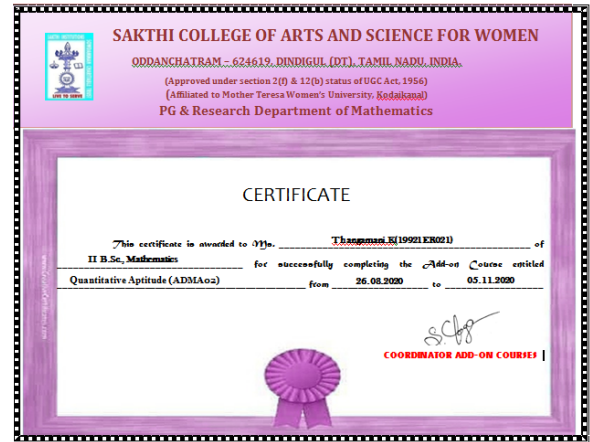 SAKTHI COLLEGE OF ARTS AND SCIENCE FOR WOMEN
ODDANCHATRAM – 624619, DINDIGUL (DT), TAMIL NADU, INDIA.
(Approved under section 2(f) & 12(b) status of UGC Act, 1956)
(Affiliated to Mother Teresa Women's University, Kodaikanal)
PG & Research Department of Mathematics
LIVE TO SERVE
CERTIFICATE
This certificate is awarded to Ms. Thangamani.K(19921ER021) of
II B.Sc., Mathematics for successfully completing the Add-on Course entitled
Quantitative Aptitude (ADMA02) from 26.08.2020 to 05.11.2020
COORDINATOR ADD-ON COURSES